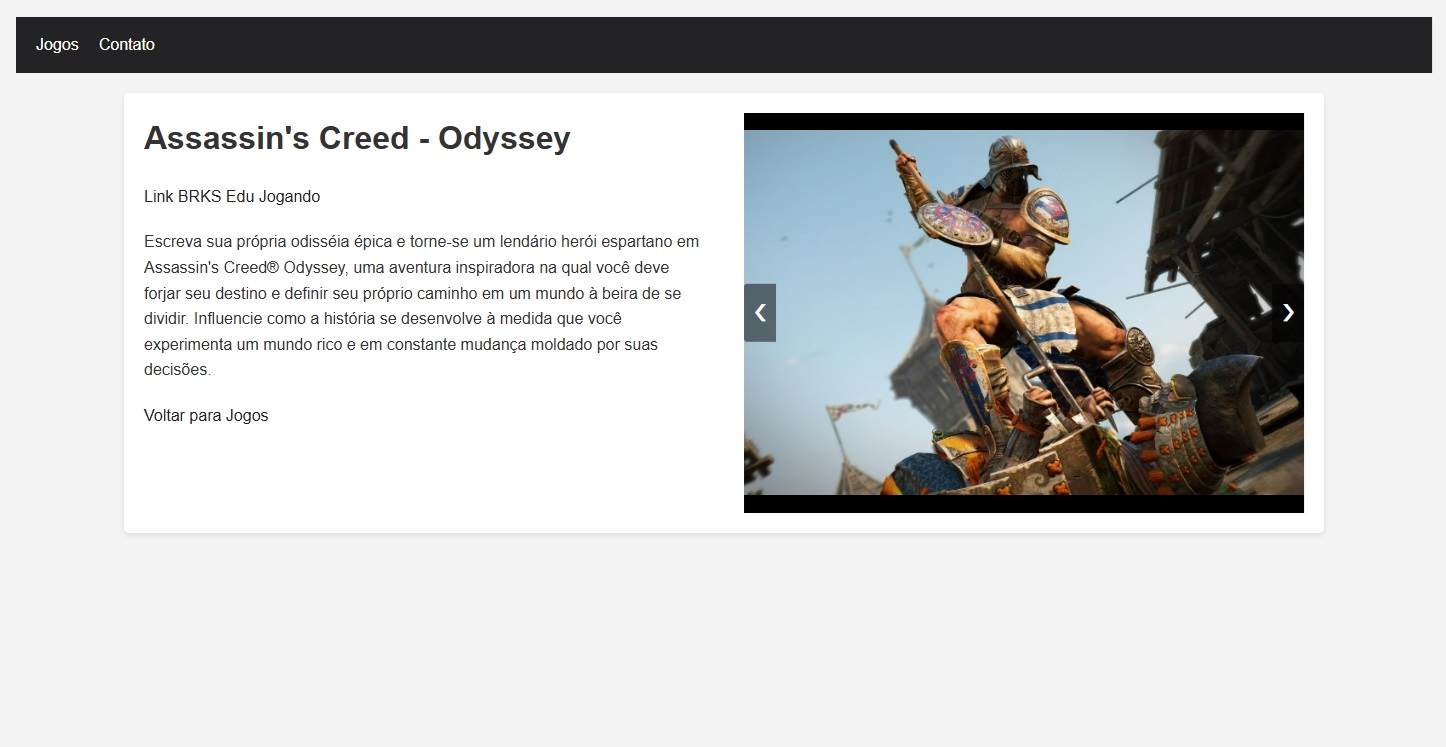 Jogos Contato
Assassin's Creed - Odyssey
Link BRKS Edu Jogando
Escreva sua própria odisséia épica e torne-se um lendário herói espartano em
Assassin's Creed® Odyssey, uma aventura inspiradora na qual você deve
forjar seu destino e definir seu próprio caminho em um mundo à beira de se
dividir. Influencie como a história se desenvolve à medida que você
experimenta um mundo rico e em constante mudança moldado por suas
decisões.
Voltar para Jogos